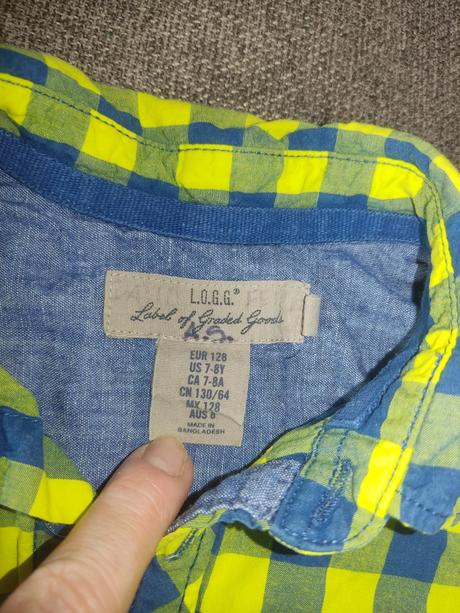 L.O.G.G.®
Label of Graded Goods
A.S.
EUR 128
US 7-8Y
CA 7-8A
CN 130/64
MX 128
AUS 8
MADE IN
BANGLADESH